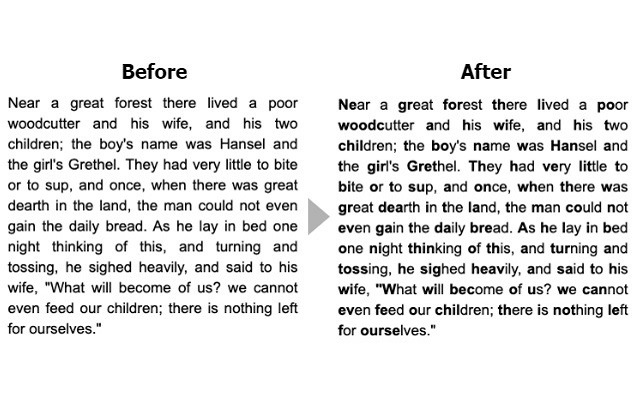 Before
Near a great forest there lived a poor
woodcutter and his wife, and his two
children; the boy's name was Hansel and
the girl's Grethel. They had very little to bite
or to sup, and once, when there was great
dearth in the land, the man could not even
gain the daily bread. As he lay in bed one
night thinking of this, and turning and
tossing, he sighed heavily, and said to his
wife, "What will become of us? we cannot
even feed our children; there is nothing left
for ourselves."
After
Near a great forest there lived a poor
woodcutter and his wife, and his two
children; the boy's name was Hansel and
the girl's Grethel. They had very little to
bite or to sup, and once, when there was
great dearth in the land, the man could not
even gain the daily bread. As he lay in bed
one night thinking of this, and turning and
tossing, he sighed heavily, and said to his
wife, "What will become of us? we cannot
even feed our children; there is nothing left
for ourselves."